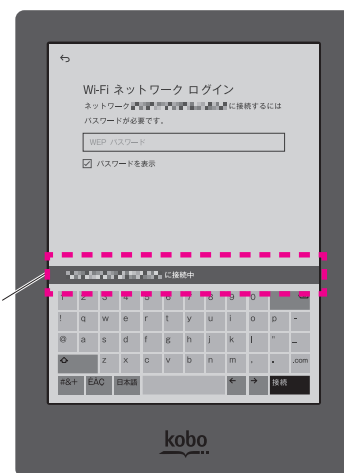 Wi-Fi ネットワーク ログイン
ネットワーク に接続するには
パスワードが必要です。
WEP パスワード
パスワードを表示
に接続中
! q w e r t y u i o p -
@ a s d f g h j k l " _
z x c v b n m , . .com
#&+ ÉÄÇ 日本語 ← → 接続
kobo